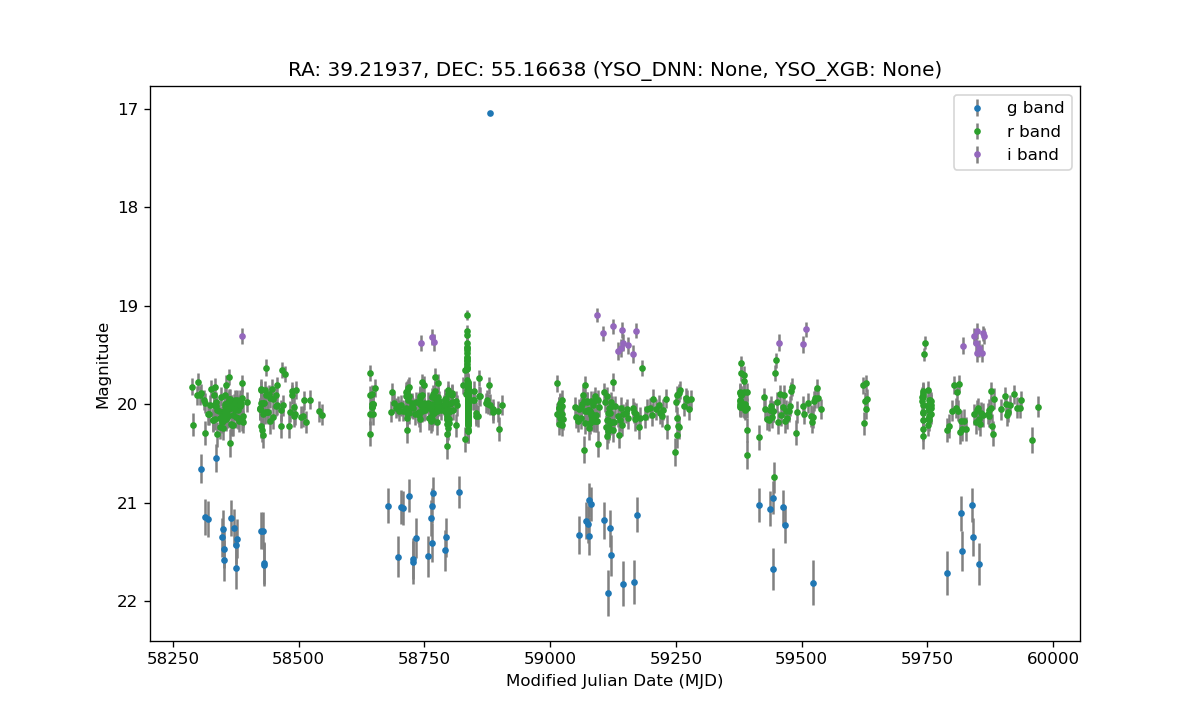 RA: 39.21937, DEC: 55.16638 (YSO_DNN: None, YSO_XGB: None)
g band
r band
i band
17
18
19
20
21
22
Magnitude
58250 58500 58750 59000 59250 59500 59750 60000
Modified Julian Date (MJD)